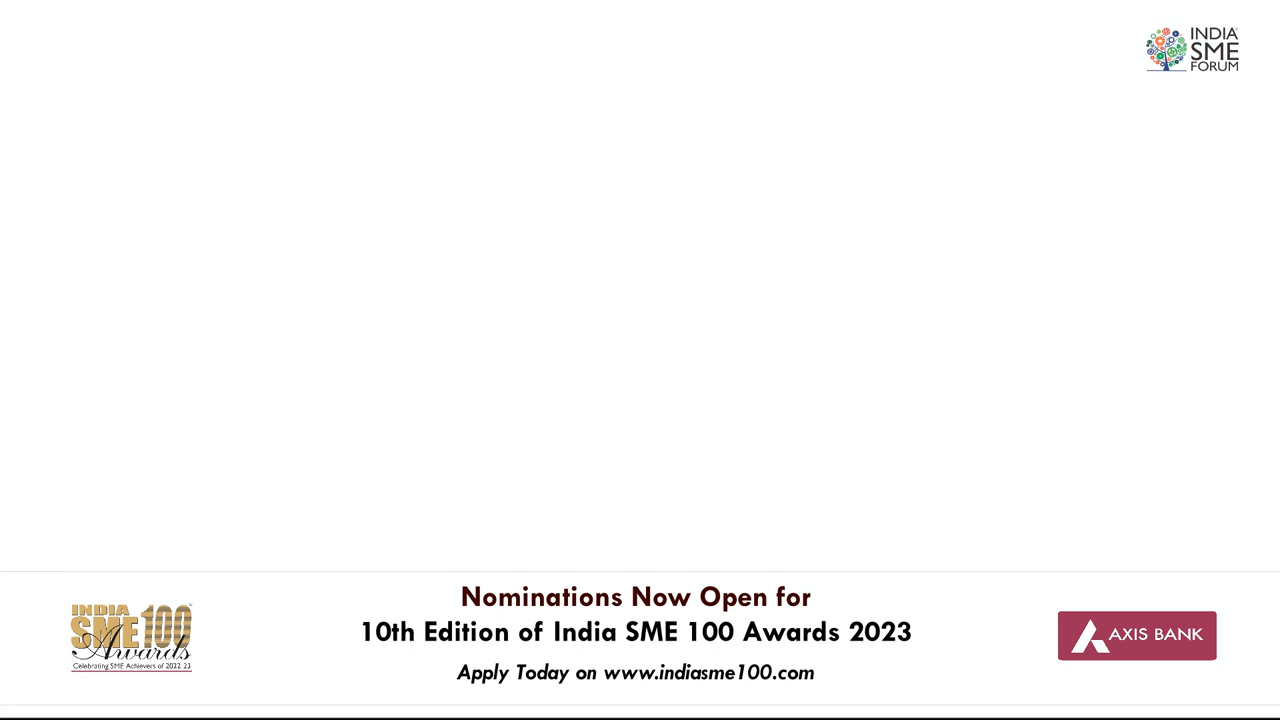 INDIA
SME
FORUM
Nominations Now Open for
10th Edition of India SME 100 Awards 2023
Apply Today on www.indiasme100.com
INDIA
SME 100
Awards
Celebrating SME Achievers of 2022 23
AXIS BANK